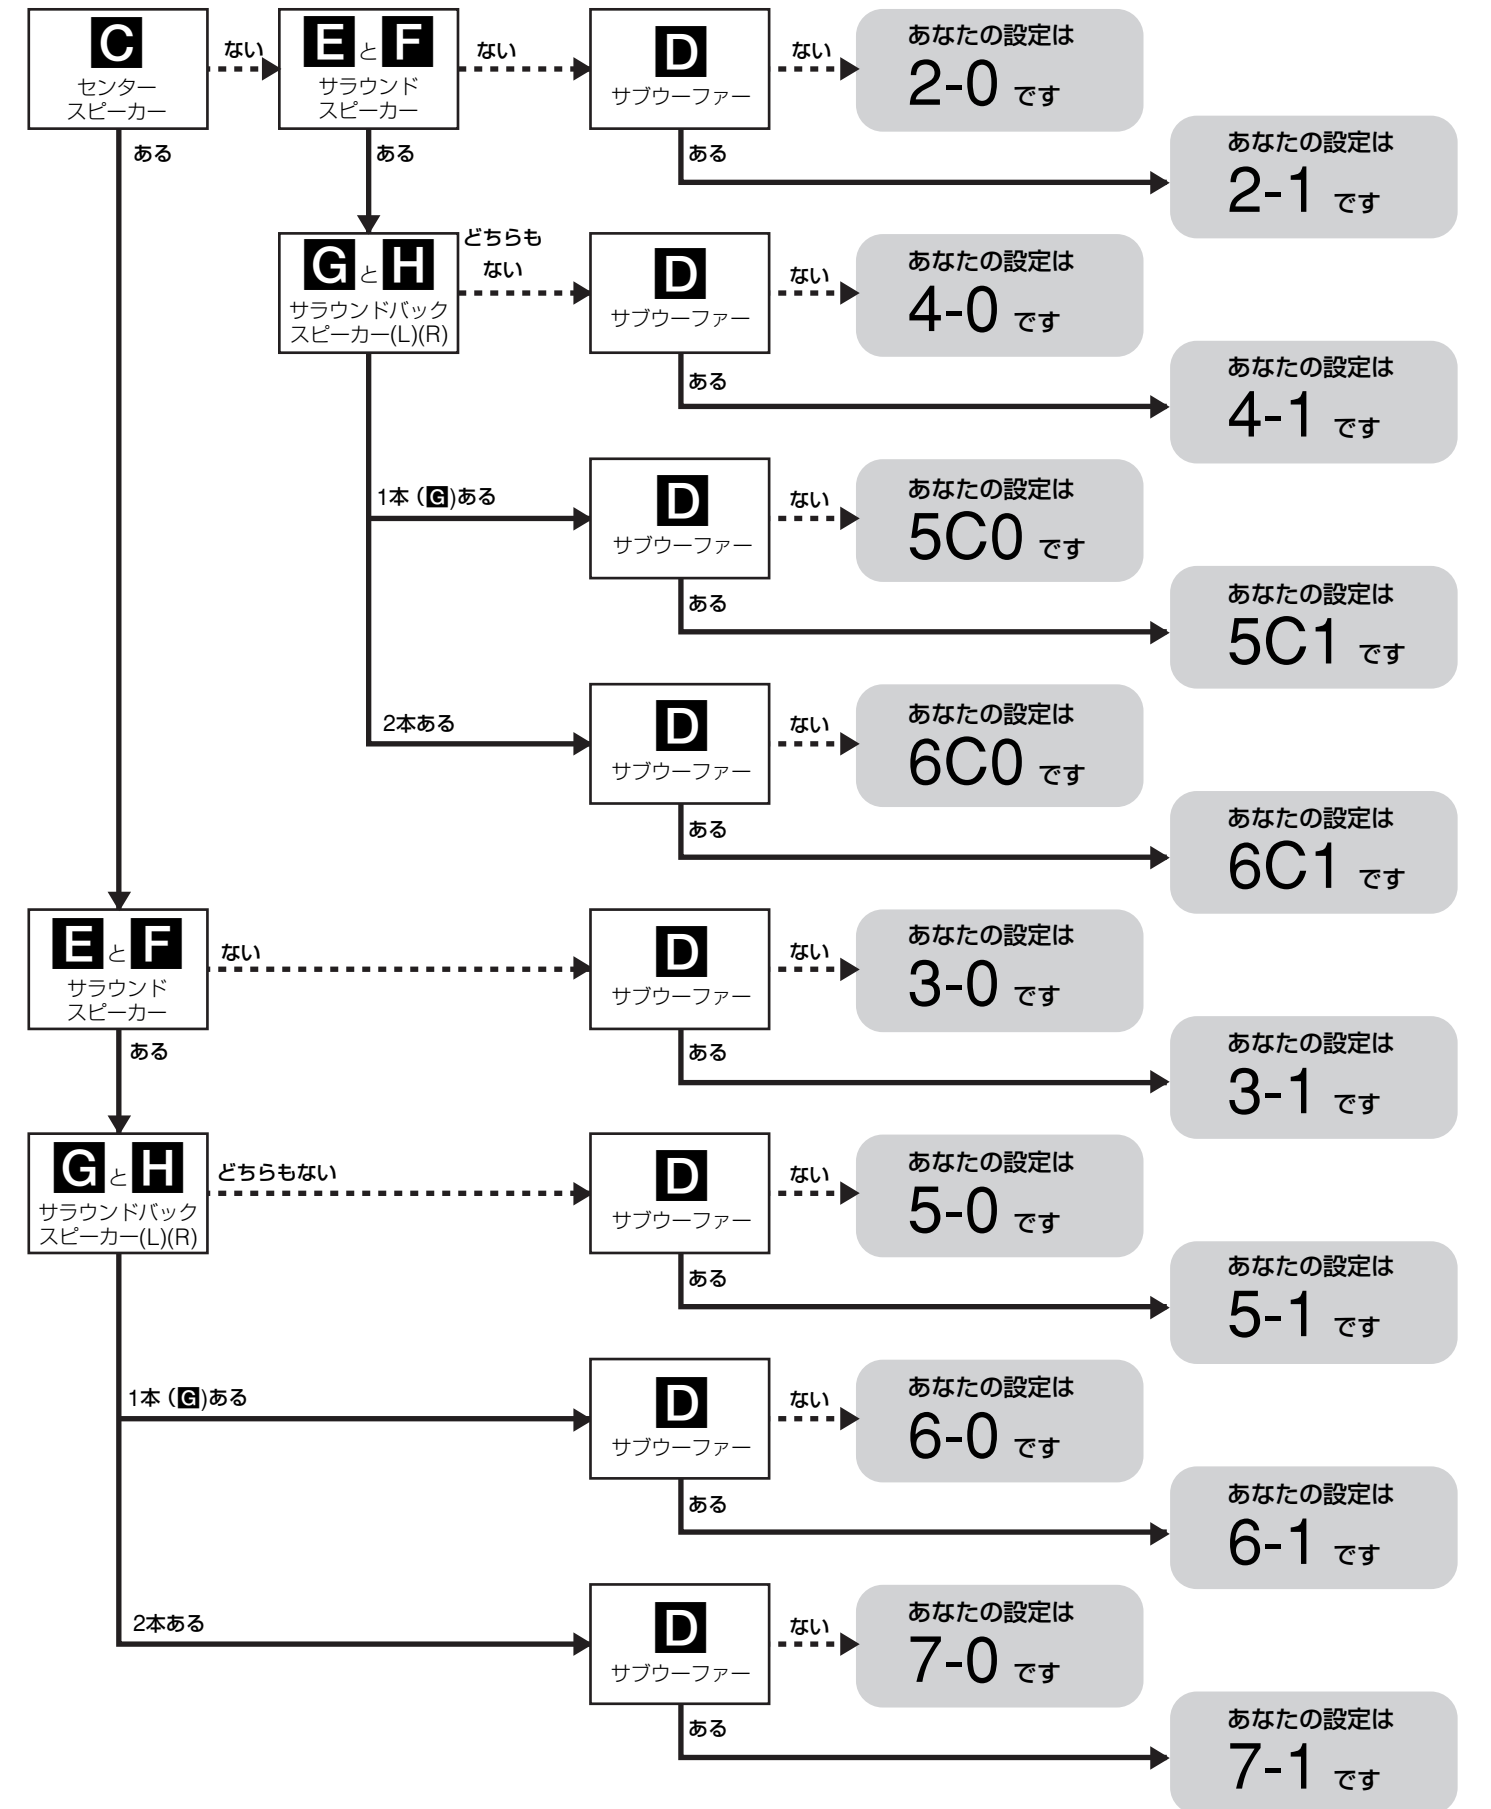 C
センター
スピーカー
ない
E と F
サラウンド
スピーカー
ない
D
サブウーファー
ない
あなたの設定は
2-0 です
ある
ある
ある
あなたの設定は
2-1 です
G と H
サラウンドバック
スピーカー(L)(R)
どちらも
ない
D
サブウーファー
ない
あなたの設定は
4-0 です
ある
あなたの設定は
4-1 です
1本 (G)ある
D
サブウーファー
ない
あなたの設定は
5C0 です
ある
あなたの設定は
5C1 です
2本ある
D
サブウーファー
ない
あなたの設定は
6C0 です
ある
あなたの設定は
6C1 です
E と F
サラウンド
スピーカー
ない
D
サブウーファー
ない
あなたの設定は
3-0 です
ある
ある
あなたの設定は
3-1 です
G と H
サラウンドバック
スピーカー(L)(R)
どちらもない
D
サブウーファー
ない
あなたの設定は
5-0 です
ある
あなたの設定は
5-1 です
1本 (G)ある
D
サブウーファー
ない
あなたの設定は
6-0 です
ある
あなたの設定は
6-1 です
2本ある
D
サブウーファー
ない
あなたの設定は
7-0 です
ある
あなたの設定は
7-1 です